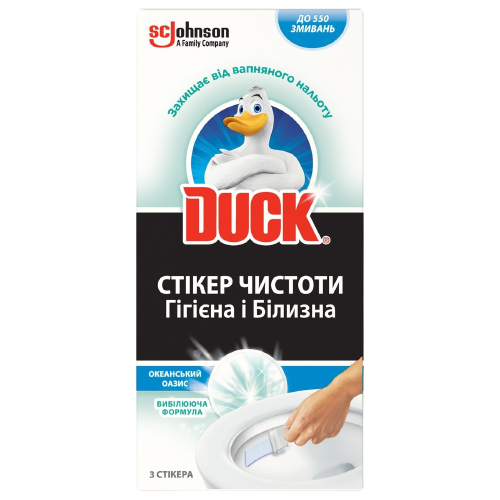 SC Johnson
A Family Company
ДО 550
ЗМИВАНЬ
Захищає від вапняного нальоту
DUCK®
СТІКЕР ЧИСТОТИ
Гігієна і Білизна
ОКЕАНСЬКИЙ
ОАЗИС
ВИБІЛЮЮЧА
ФОРМУЛА
3 СТІКЕРА